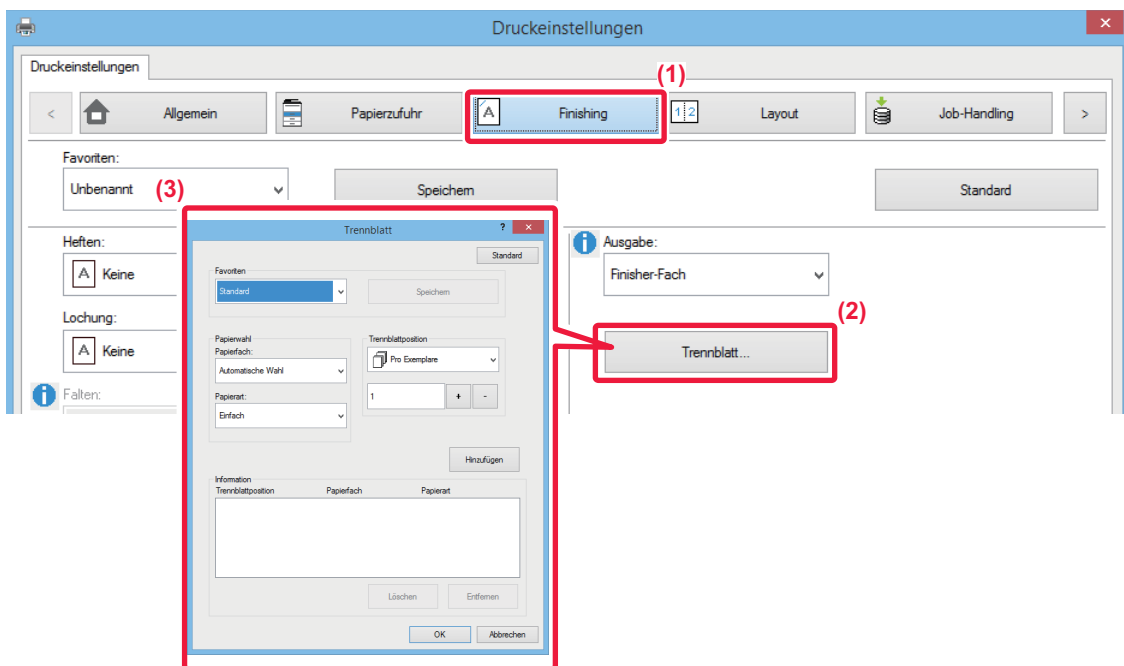 Druckeinstellungen
Druckeinstellungen
(1)
< Allgemein Papierzufuhr A Finishing 1 2 Layout Job-Handling >
Favoriten:
Unbenannt (3) Speichern Standard
Heften:
A Keine
Lochung:
A Keine
Falten:
Trennblatt ?
Standard
Favoriten
Standard Speichern
Papierwahl
Papierfach:
Automatische Wahl
Papierart:
Einfach
Trennblattposition
Pro Exemplare
1 + -
Hinzufügen
Information
Trennblattposition Papierfach Papierart
Löschen Entfernen
OK Abbrechen
Ausgabe:
Finisher-Fach
(2)
Trennblatt...